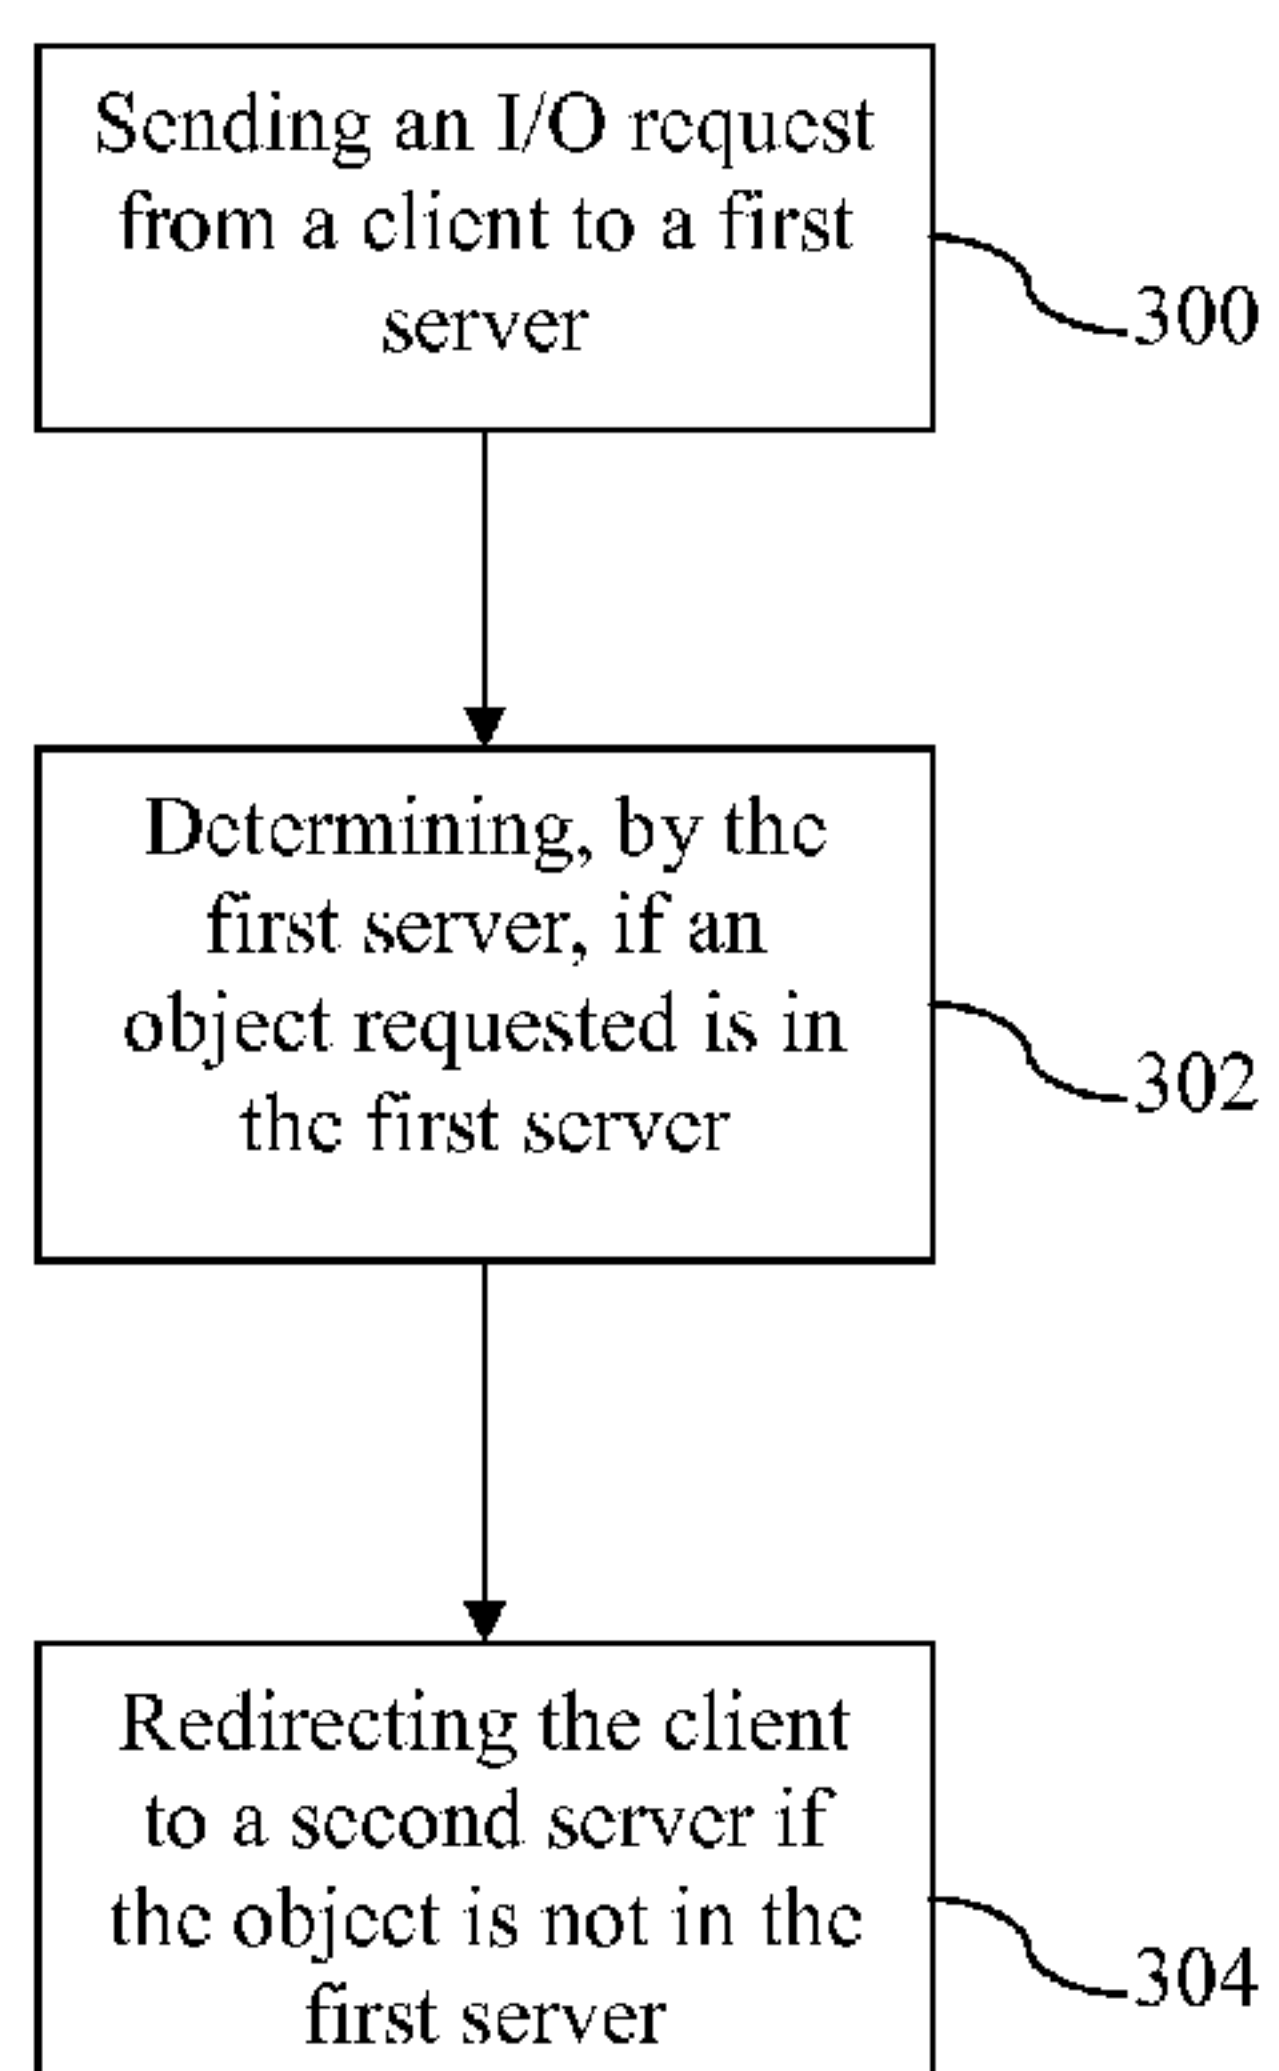 Sending an I/O request
from a client to a first
server
300
Determining, by the
first server, if an
object requested is in
the first server
302
Redirecting the client
to a second server if
the object is not in the
first server
304